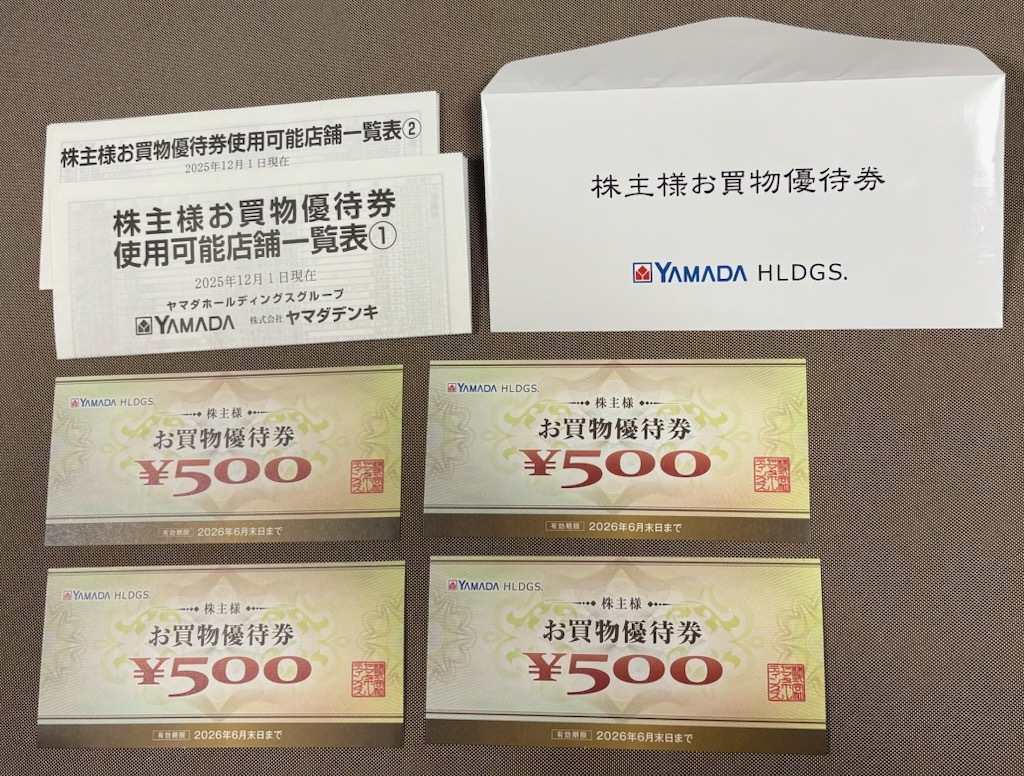 株主様お買物優待券使用可能店舗一覧表②
2025年12月1日現在
株主様お買物優待券
使用可能店舗一覧表①
2025年12月1日現在
ヤマダホールディングスグループ
YAMADA 株式会社 ヤマダデンキ
株主様お買物優待券
YAMADA HLDGS.
YAMADA HLDGS.
株主様
お買物優待券
¥500
有効期限 2026年6月末日まで
YAMADA HLDGS.
株主様
お買物優待券
¥500
有効期限 2026年6月末日まで
YAMADA HLDGS.
株主様
お買物優待券
¥500
有効期限 2026年6月末日まで
YAMADA HLDGS.
株主様
お買物優待券
¥500
有効期限 2026年6月末日まで